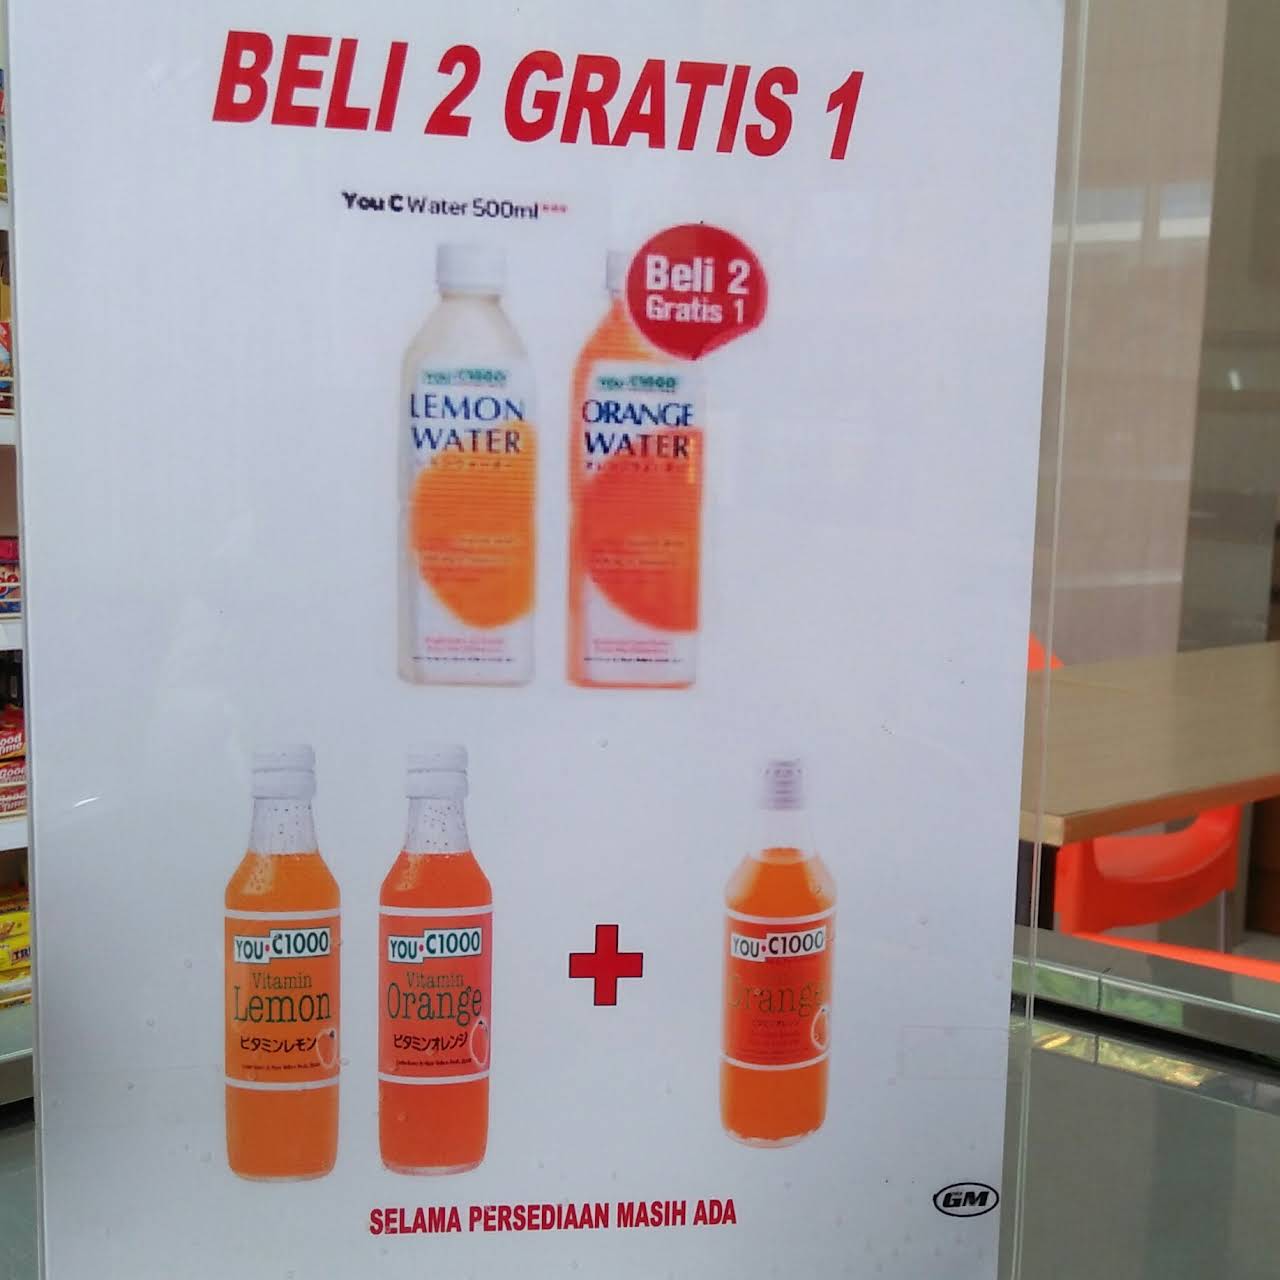 BELI 2 GRATIS 1
You C Water 500ml***
Beli 2
Gratis 1
YOU•C1000
LEMON
WATER
YOU•C1000
ORANGE
WATER
YOU•C1000
Vitamin
Lemon
ビタミンレモン
YOU•C1000
Vitamin
Orange
ビタミンオレンジ
YOU•C1000
Orange
SELAMA PERSEDIAAN MASIH ADA
GM